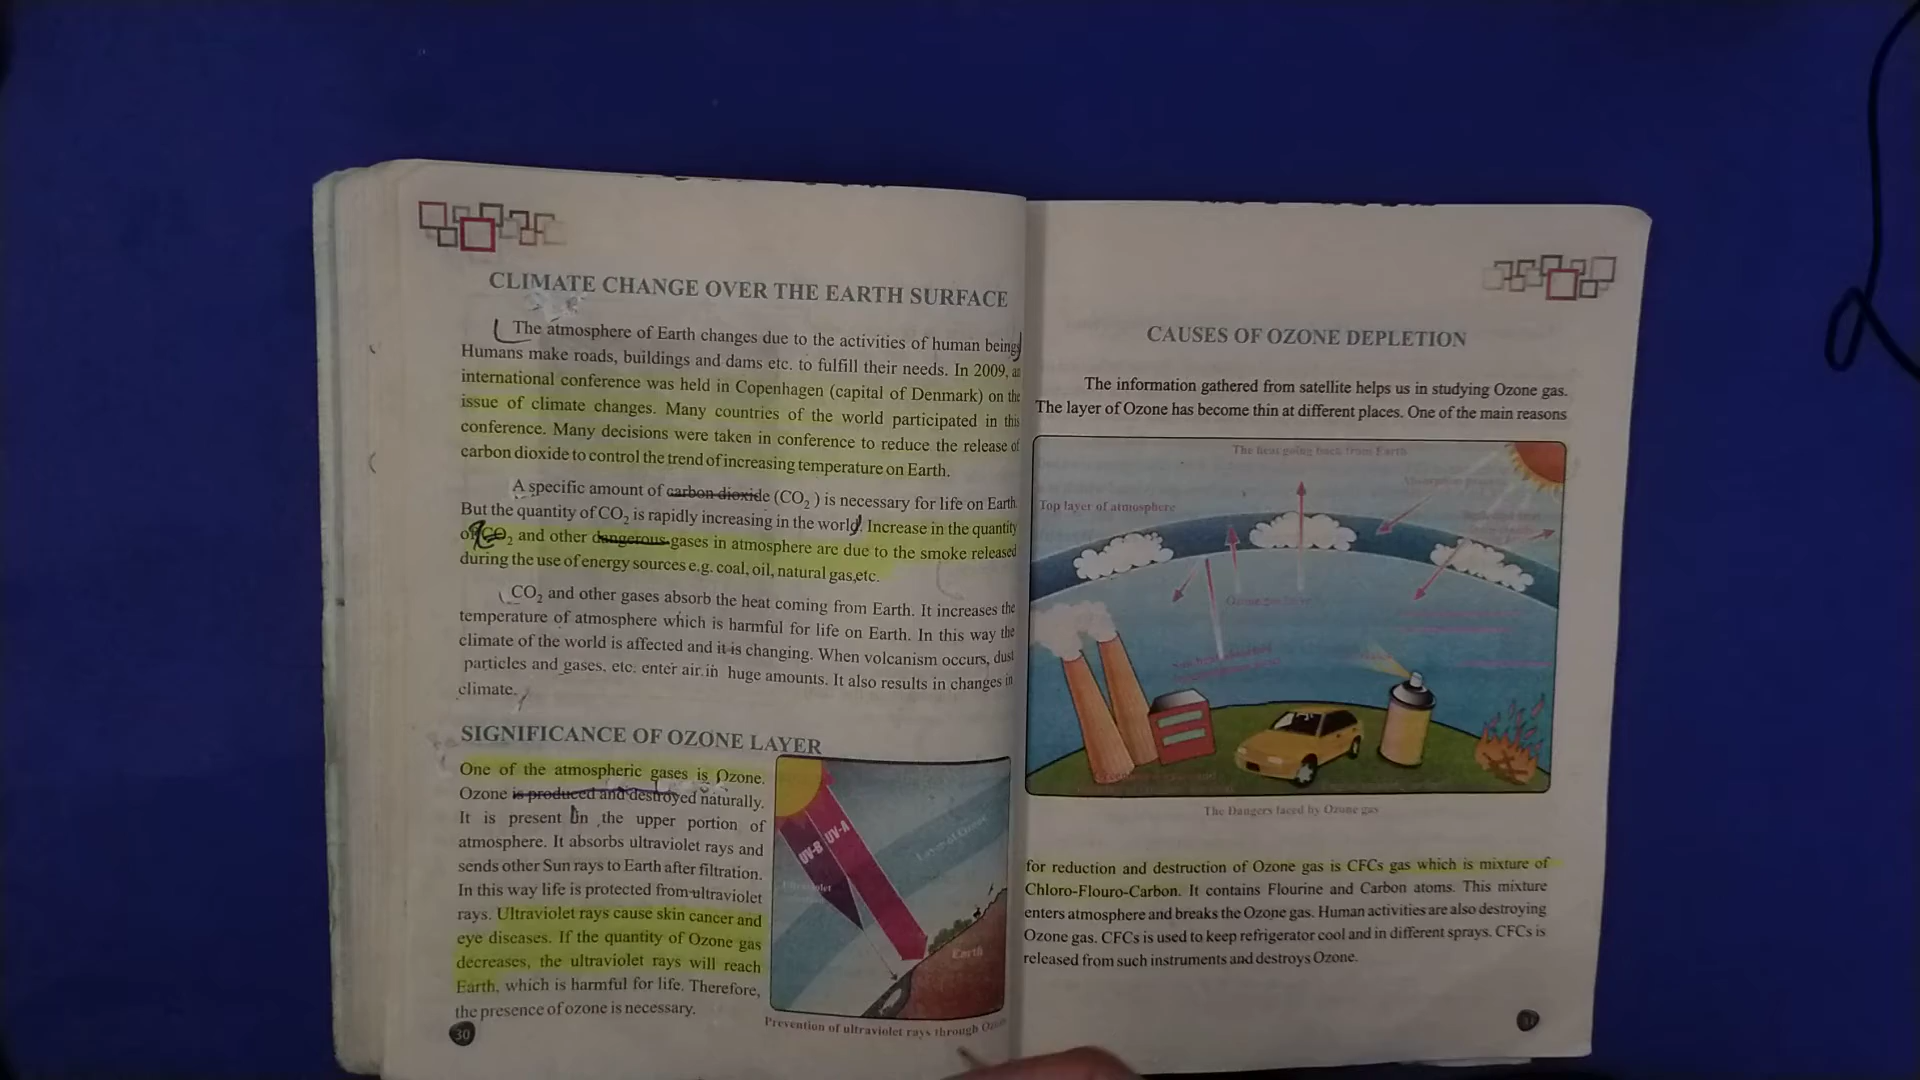 CLIMATE CHANGE OVER THE EARTH SURFACE
The atmosphere of Earth changes due to the activities of human beings
Humans make roads, buildings and dams etc. to fulfill their needs. In 2009, an
international conference was held in Copenhagen (capital of Denmark) on the
issue of climate changes. Many countries of the world participated in this
conference. Many decisions were taken in conference to reduce the release of
carbon dioxide to control the trend of increasing temperature on Earth.
A specific amount of carbon dioxide (CO₂) is necessary for life on Earth.
But the quantity of CO₂ is rapidly increasing in the world. Increase in the quantity
of CO₂ and other dangerous gases in atmosphere are due to the smoke released
during the use of energy sources e.g. coal, oil, natural gas,etc.
CO₂ and other gases absorb the heat coming from Earth. It increases the
temperature of atmosphere which is harmful for life on Earth. In this way the
climate of the world is affected and it is changing. When volcanism occurs, dust
particles and gases, etc. enter air in huge amounts. It also results in changes in
climate.
SIGNIFICANCE OF OZONE LAYER
One of the atmospheric gases is Ozone.
Ozone is produced and destroyed naturally.
It is present in the upper portion of
atmosphere. It absorbs ultraviolet rays and
sends other Sun rays to Earth after filtration.
In this way life is protected from ultraviolet
rays. Ultraviolet rays cause skin cancer and
eye diseases. If the quantity of Ozone gas
decreases, the ultraviolet rays will reach
Earth, which is harmful for life. Therefore,
the presence of ozone is necessary.
UV-B UV-A
Layer of Ozone
Earth
Prevention of ultraviolet rays through
30
CAUSES OF OZONE DEPLETION
The information gathered from satellite helps us in studying Ozone gas.
The layer of Ozone has become thin at different places. One of the main reasons
The heat going back from Earth
Top layer of atmosphere
The Dangers faced by Ozone gas
for reduction and destruction of Ozone gas is CFCs gas which is mixture of
Chloro-Flouro-Carbon. It contains Flourine and Carbon atoms. This mixture
enters atmosphere and breaks the Ozone gas. Human activities are also destroying
Ozone gas. CFCs is used to keep refrigerator cool and in different sprays. CFCs is
released from such instruments and destroys Ozone.
31